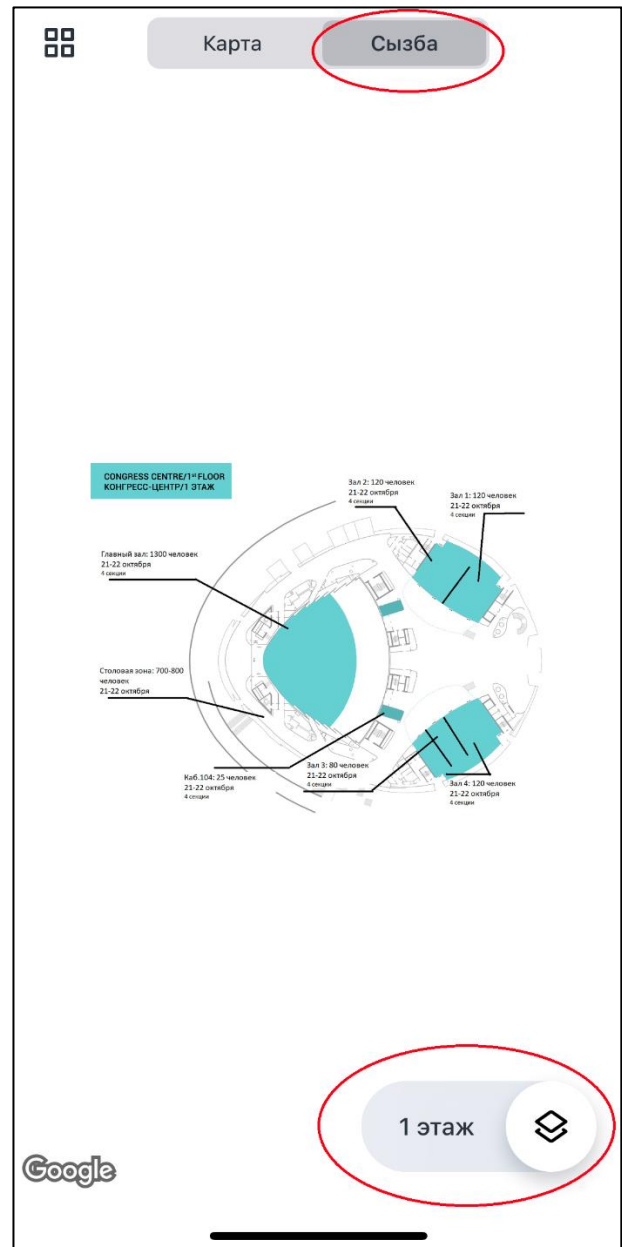 Карта
Сызба
CONGRESS CENTRE/1ˢᵗ FLOOR
КОНГРЕСС-ЦЕНТР/1 ЭТАЖ
Зал 2: 120 человек
21-22 октября
4 секции
Зал 1: 120 человек
21-22 октября
4 секции
Главный зал: 1300 человек
21-22 октября
4 секции
Столовая зона: 700-800
человек
21-22 октября
Каб.104: 25 человек
21-22 октября
4 секции
Зал 3: 80 человек
21-22 октября
4 секции
Зал 4: 120 человек
21-22 октября
4 секции
1 этаж
Google